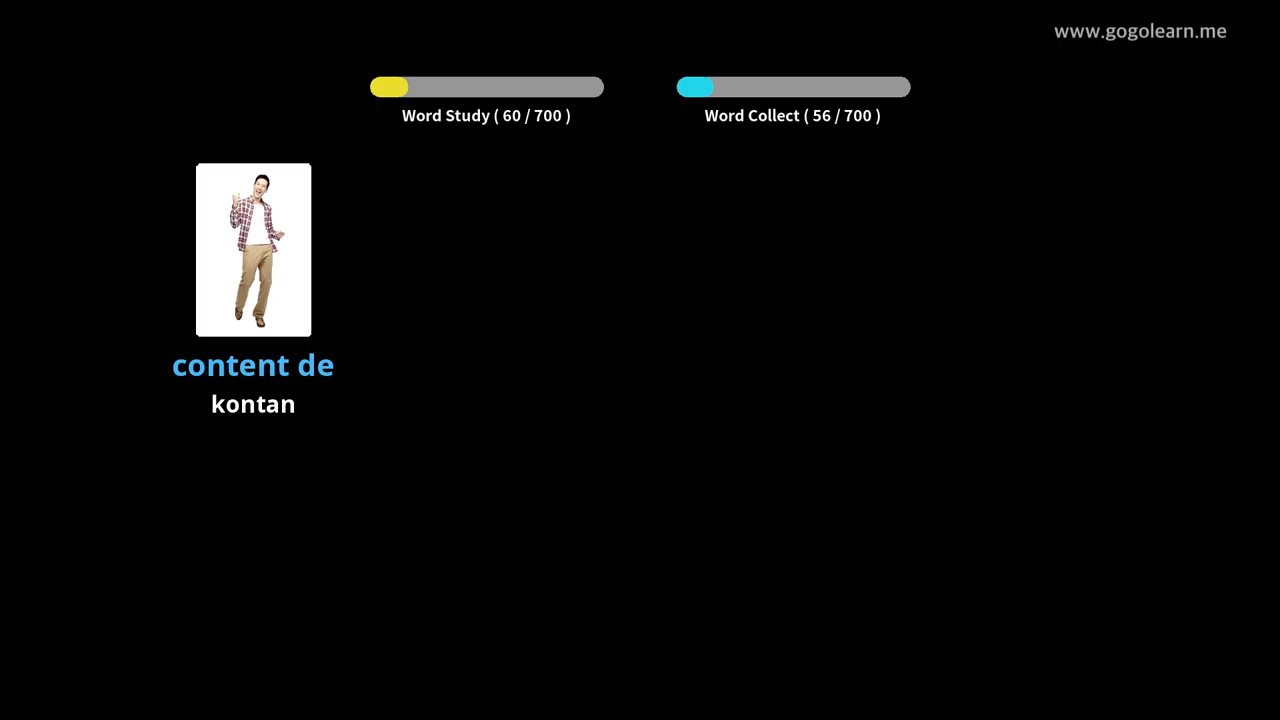 www.gogolearn.me
Word Study ( 60 / 700 )
Word Collect ( 56 / 700 )
content de
kontan